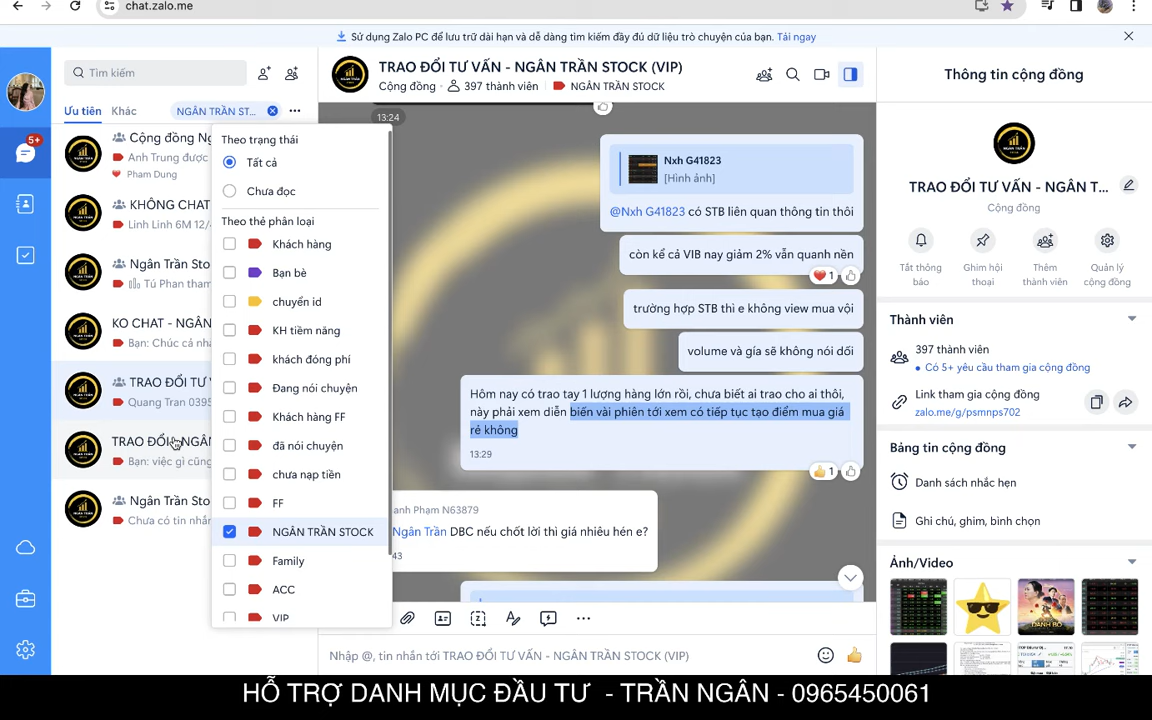 chat.zalo.me
Sử dụng Zalo PC để lưu trữ dài hạn và dễ dàng tìm kiếm đầy đủ dữ liệu trò chuyện của bạn. Tải ngay
Tìm kiếm
Ưu tiên
Khác
NGÂN TRẦN ST...
5+
Cộng đồng Ng
Anh Trung được
Pham Dung
KHÔNG CHAT
Linh Linh 6M 12/
Ngân Trần Sto
Tú Phan tham
KO CHAT - NGÂN
Bạn: Chúc cả nhà
TRAO ĐỔI TƯ V
Quang Tran 0395
TRAO ĐỔI NGÂN
Bạn: việc gì cũng
Ngân Trần Sto
Chưa có tin nhắ
Theo trạng thái
Tất cả
Chưa đọc
Theo thẻ phân loại
Khách hàng
Bạn bè
chuyển id
KH tiềm năng
khách đóng phí
Đang nói chuyện
Khách hàng FF
đã nói chuyện
chưa nạp tiền
FF
NGÂN TRẦN STOCK
Family
ACC
VIP
TRAO ĐỔI TƯ VẤN - NGÂN TRẦN STOCK (VIP)
Cộng đồng
397 thành viên
NGÂN TRẦN STOCK
13:24
Nxh G41823
[Hình ảnh]
@Nxh G41823 có STB liên quan thông tin thôi
còn kể cả VIB nay giảm 2% vẫn quanh nền
1
trường hợp STB thì e không view mua vội
volume và gía sẽ không nói dối
Hôm nay có trao tay 1 lượng hàng lớn rồi, chưa biết ai trao cho ai thôi,
này phải xem diễn biến vài phiên tới xem có tiếp tục tạo điểm mua giá
rẻ không
13:29
1
anh Phạm N63879
Ngân Trần DBC nếu chốt lời thì giá nhiêu hén e?
43
Nhập @, tin nhắn tới TRAO ĐỔI TƯ VẤN - NGÂN TRẦN STOCK (VIP)
Thông tin cộng đồng
TRAO ĐỔI TƯ VẤN - NGÂN T...
Cộng đồng
Tắt thông báo
Ghim hội thoại
Thêm thành viên
Quản lý cộng đồng
Thành viên
397 thành viên
Có 5+ yêu cầu tham gia cộng đồng
Link tham gia cộng đồng
zalo.me/g/psmnps702
Bảng tin cộng đồng
Danh sách nhắc hẹn
Ghi chú, ghim, bình chọn
Ảnh/Video
HỖ TRỢ DANH MỤC ĐẦU TƯ - TRẦN NGÂN - 0965450061